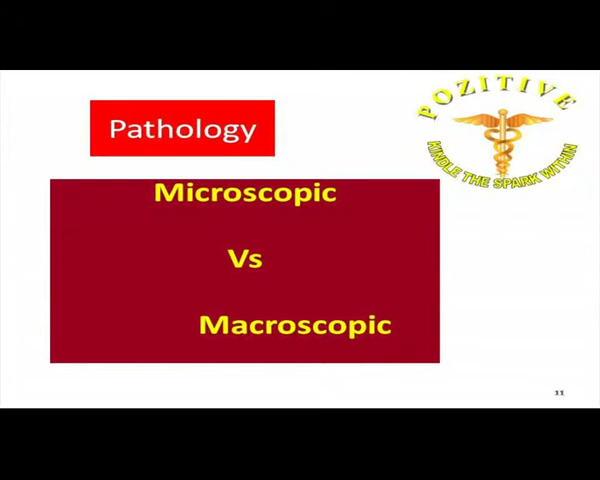 Pathology
POZITIVE
KINDLE THE SPARK WITHIN
Microscopic
Vs
Macroscopic
11